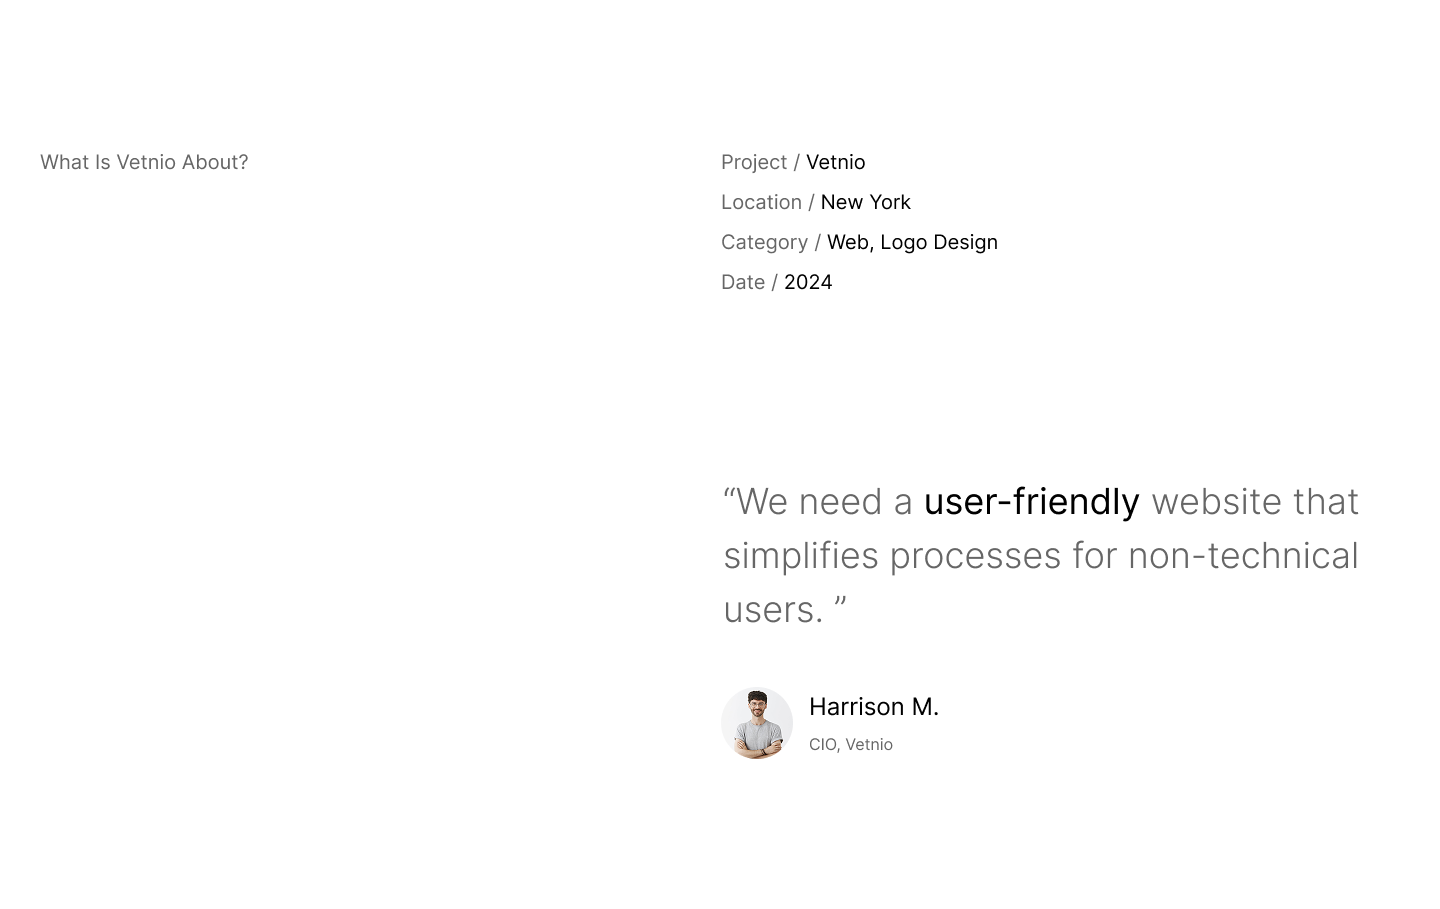 What Is Vetnio About?
Project / Vetnio
Location / New York
Category / Web, Logo Design
Date / 2024
“We need a user-friendly website that
simplifies processes for non-technical
users. ”
Harrison M.
CIO, Vetnio